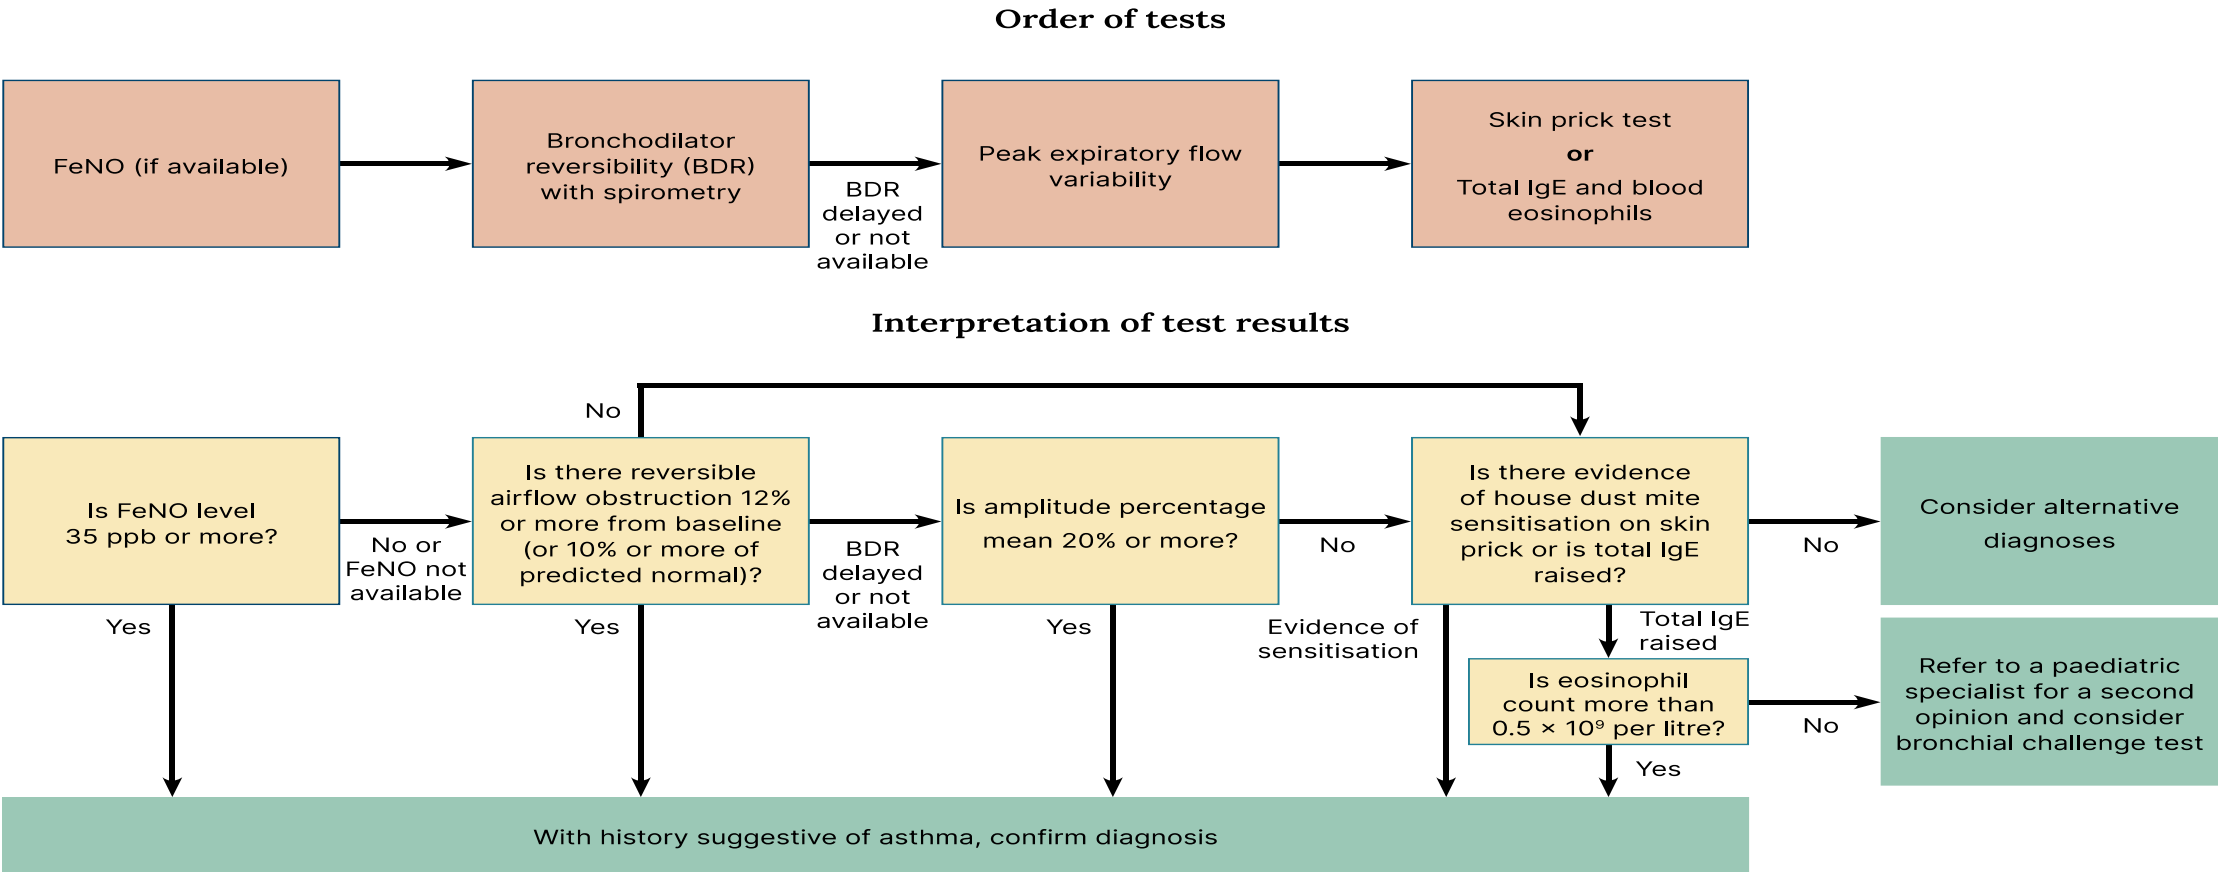 Order of tests
FeNO (if available)
Bronchodilator
reversibility (BDR)
with spirometry
BDR
delayed
or not
available
Peak expiratory flow
variability
Skin prick test
or
Total IgE and blood
eosinophils
Interpretation of test results
Is FeNO level
35 ppb or more?
No or
FeNO not
available
Yes
No
Is there reversible
airflow obstruction 12%
or more from baseline
(or 10% or more of
predicted normal)?
BDR
delayed
or not
available
Yes
Is amplitude percentage
mean 20% or more?
No
Yes
Is there evidence
of house dust mite
sensitisation on skin
prick or is total IgE
raised?
No
Consider alternative
diagnoses
Evidence of
sensitisation
Total IgE
raised
Is eosinophil
count more than
0.5 × 10⁹ per litre?
No
Refer to a paediatric
specialist for a second
opinion and consider
bronchial challenge test
Yes
With history suggestive of asthma, confirm diagnosis